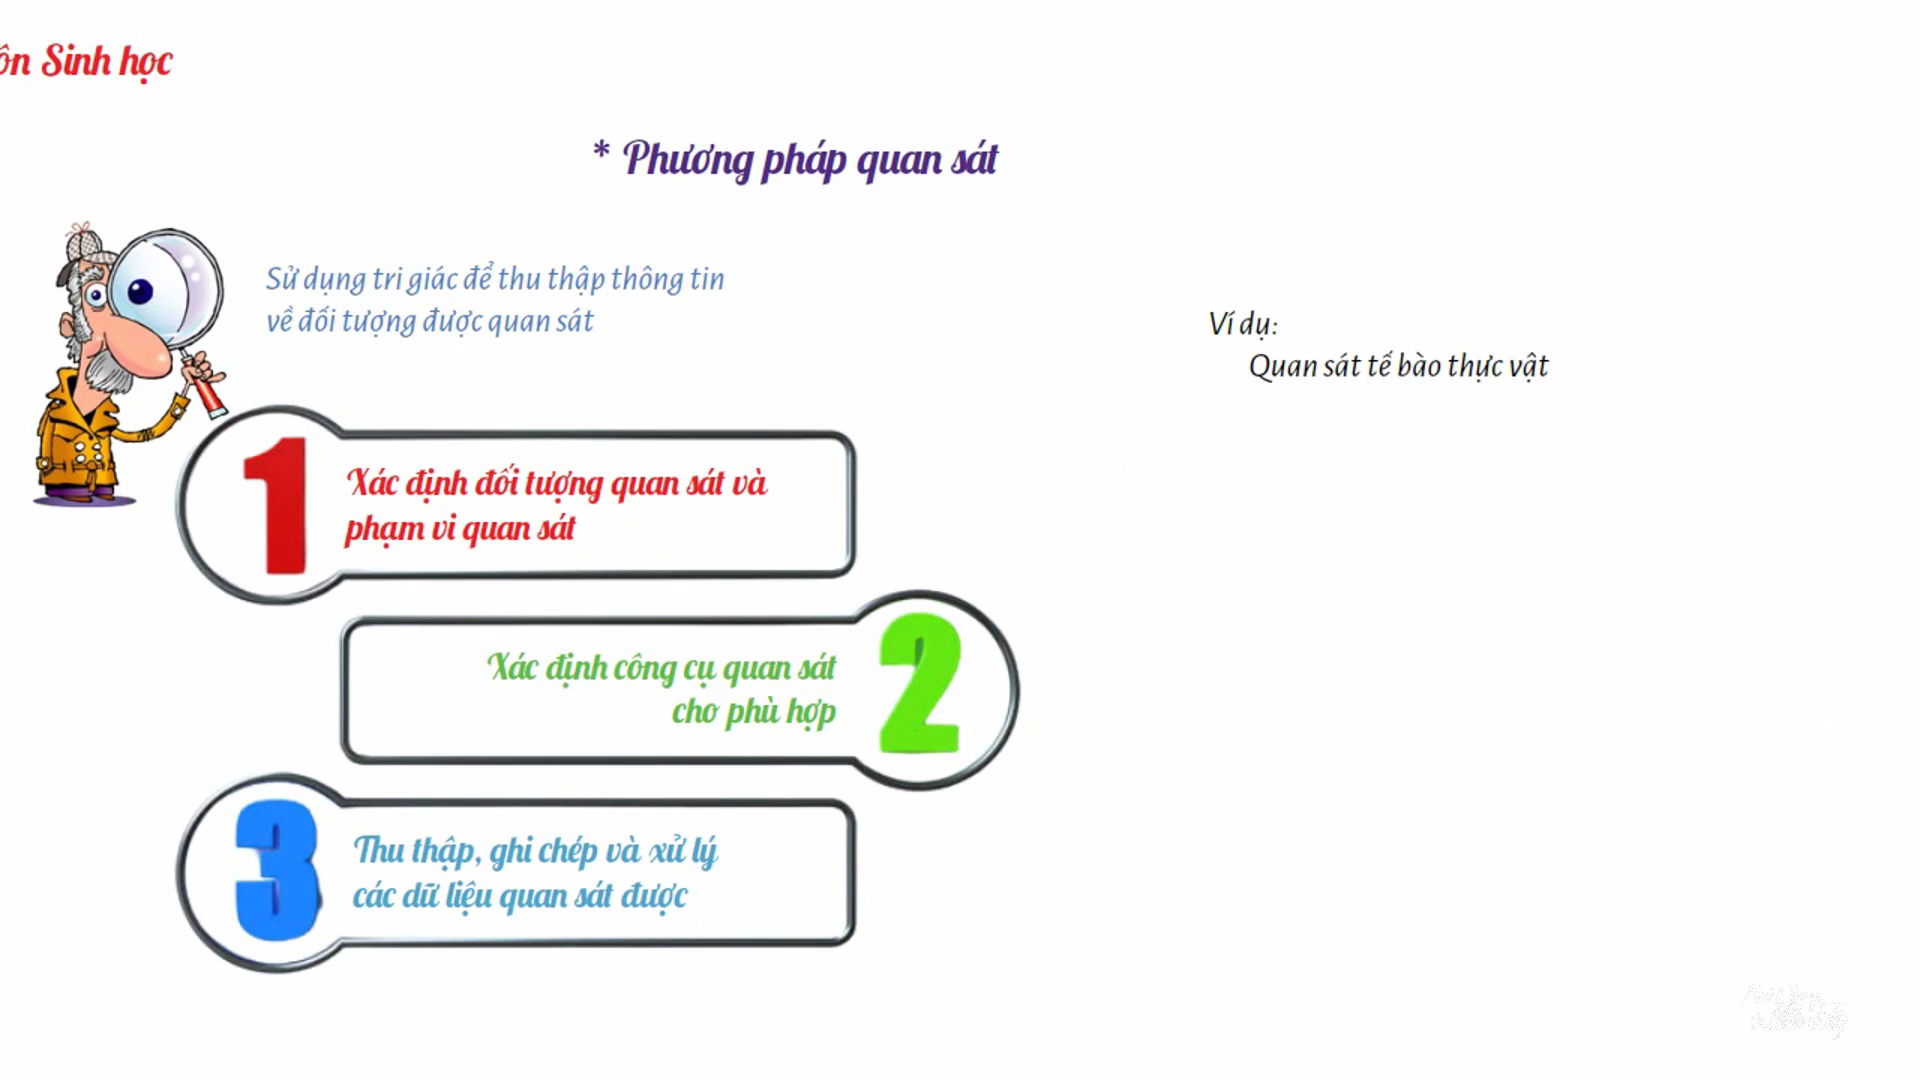 Sinh học
* Phương pháp quan sát
Sử dụng tri giác để thu thập thông tin
về đối tượng được quan sát
Ví dụ:
Quan sát tế bào thực vật
1
Xác định đối tượng quan sát và
phạm vi quan sát
Xác định công cụ quan sát
cho phù hợp
2
3
Thu thập, ghi chép và xử lý
các dữ liệu quan sát được